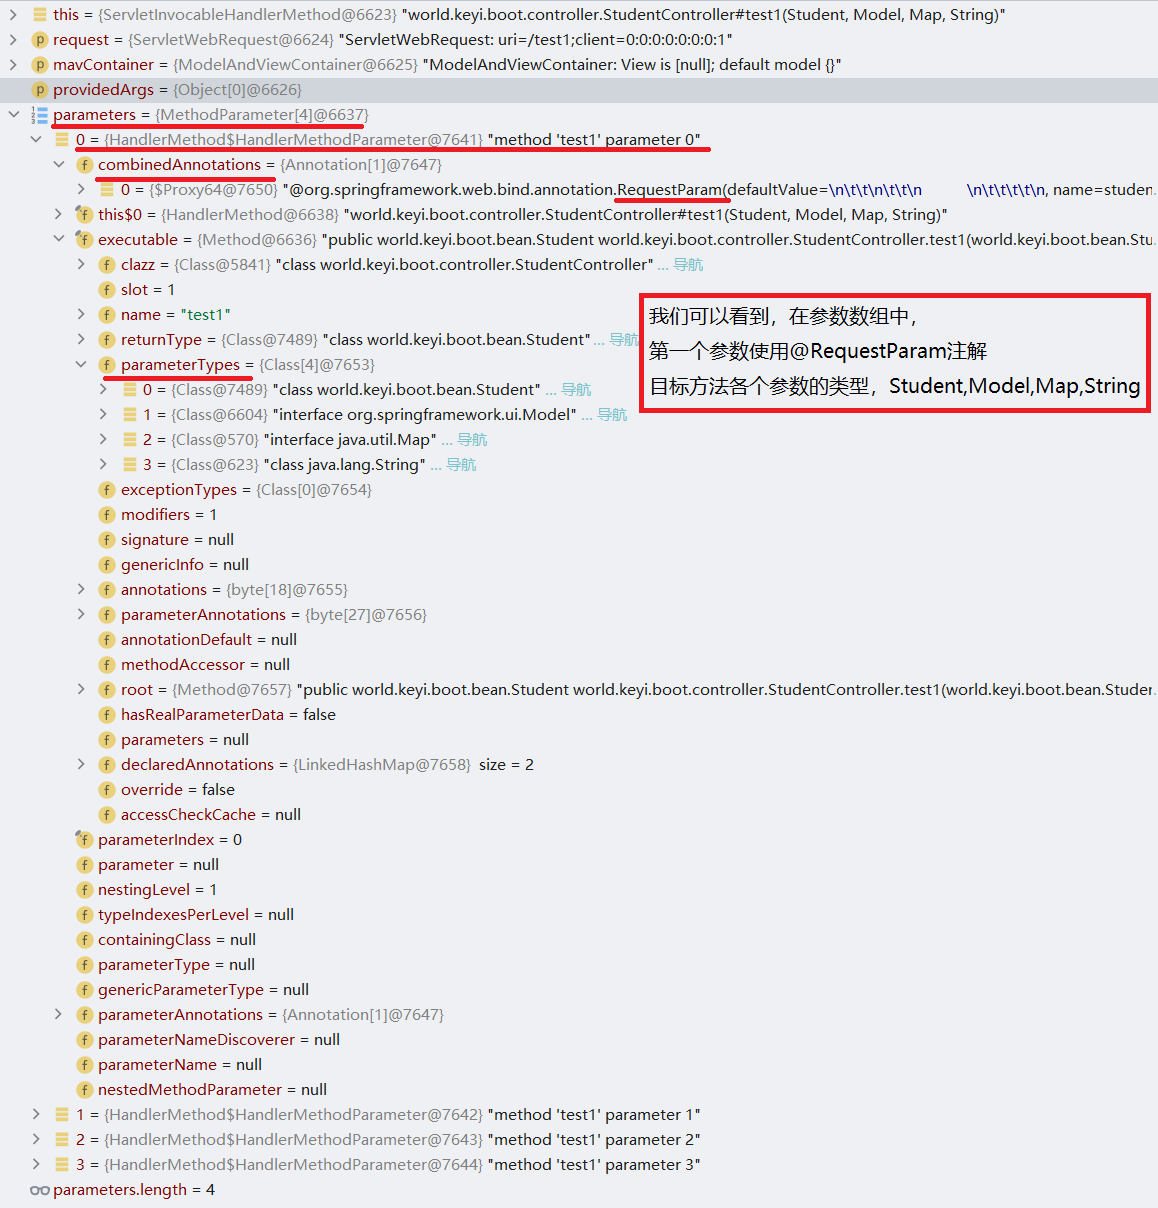 this = {ServletInvocableHandlerMethod@6623} "world.keyi.boot.controller.StudentController#test1(Student, Model, Map, String)"
p request = {ServletWebRequest@6624} "ServletWebRequest: uri=/test1;client=0:0:0:0:0:0:0:1"
p mavContainer = {ModelAndViewContainer@6625} "ModelAndViewContainer: View is [null]; default model {}"
p providedArgs = {Object[0]@6626}
parameters = {MethodParameter[4]@6637}
0 = {HandlerMethod$HandlerMethodParameter@7641} "method 'test1' parameter 0"
f combinedAnnotations = {Annotation[1]@7647}
0 = {$Proxy64@7650} "@org.springframework.web.bind.annotation.RequestParam(defaultValue=\n\t\t\n\t\t\n \n\t\t\t\t\n, name=studen.
f this$0 = {HandlerMethod@6638} "world.keyi.boot.controller.StudentController#test1(Student, Model, Map, String)"
f executable = {Method@6636} "public world.keyi.boot.bean.Student world.keyi.boot.controller.StudentController.test1(world.keyi.boot.bean.Stu
f clazz = {Class@5841} "class world.keyi.boot.controller.StudentController" ... 导航
f slot = 1
f name = "test1"
f returnType = {Class@7489} "class world.keyi.boot.bean.Student" ... 导航
f parameterTypes = {Class[4]@7653}
0 = {Class@7489} "class world.keyi.boot.bean.Student" ... 导航
1 = {Class@6604} "interface org.springframework.ui.Model" ... 导航
2 = {Class@570} "interface java.util.Map" ... 导航
3 = {Class@623} "class java.lang.String" ... 导航
我们可以看到，在参数数组中，
第一个参数使用@RequestParam注解
目标方法各个参数的类型，Student,Model,Map,String
f exceptionTypes = {Class[0]@7654}
f modifiers = 1
f signature = null
f genericInfo = null
f annotations = {byte[18]@7655}
f parameterAnnotations = {byte[27]@7656}
f annotationDefault = null
f methodAccessor = null
f root = {Method@7657} "public world.keyi.boot.bean.Student world.keyi.boot.controller.StudentController.test1(world.keyi.boot.bean.Studer
f hasRealParameterData = false
f parameters = null
f declaredAnnotations = {LinkedHashMap@7658} size = 2
f override = false
f accessCheckCache = null
f parameterIndex = 0
f parameter = null
f nestingLevel = 1
f typeIndexesPerLevel = null
f containingClass = null
f parameterType = null
f genericParameterType = null
f parameterAnnotations = {Annotation[1]@7647}
f parameterNameDiscoverer = null
f parameterName = null
f nestedMethodParameter = null
1 = {HandlerMethod$HandlerMethodParameter@7642} "method 'test1' parameter 1"
2 = {HandlerMethod$HandlerMethodParameter@7643} "method 'test1' parameter 2"
3 = {HandlerMethod$HandlerMethodParameter@7644} "method 'test1' parameter 3"
parameters.length = 4